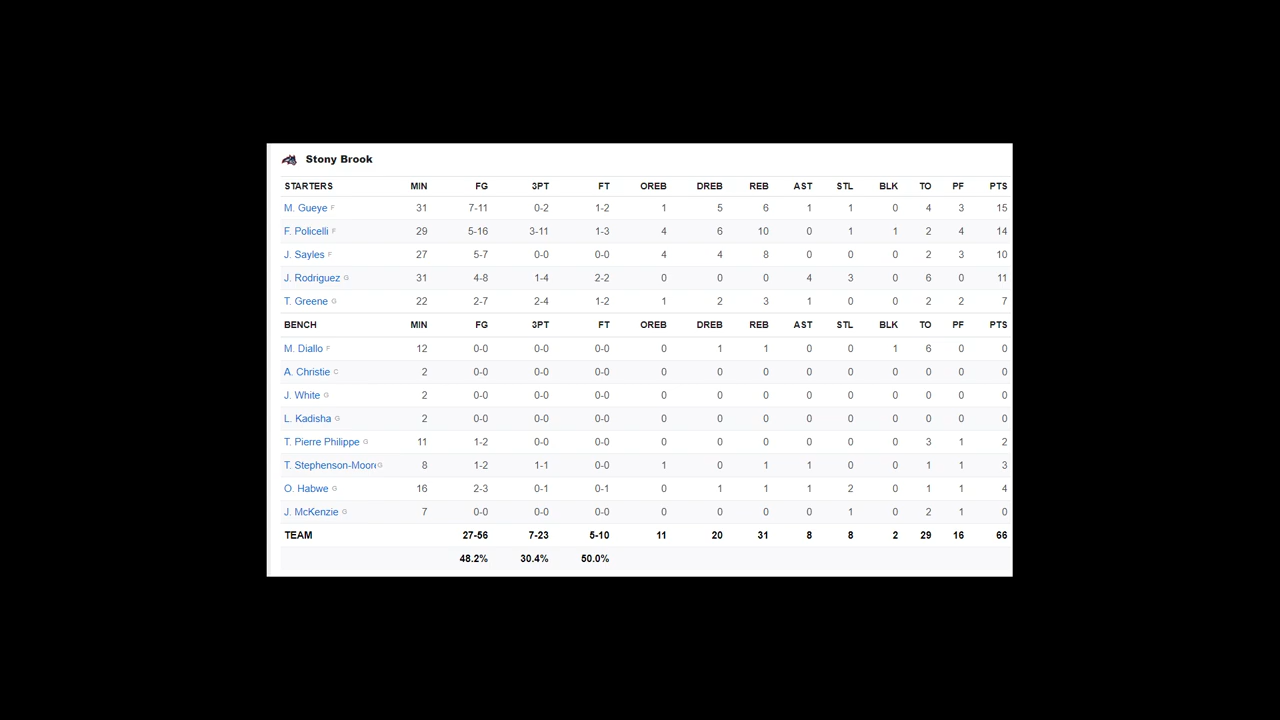 Stony Brook
STARTERS MIN FG 3PT FT OREB DREB REB AST STL BLK TO PF PTS
M. Gueye F 31 7-11 0-2 1-2 1 5 6 1 1 0 4 3 15
F. Policelli F 29 5-16 3-11 1-3 4 6 10 0 1 1 2 4 14
J. Sayles F 27 5-7 0-0 0-0 4 4 8 0 0 0 2 3 10
J. Rodriguez G 31 4-8 1-4 2-2 0 0 0 4 3 0 6 0 11
T. Greene G 22 2-7 2-4 1-2 1 2 3 1 0 0 2 2 7
BENCH MIN FG 3PT FT OREB DREB REB AST STL BLK TO PF PTS
M. Diallo F 12 0-0 0-0 0-0 0 1 1 0 0 1 6 0 0
A. Christie C 2 0-0 0-0 0-0 0 0 0 0 0 0 0 0 0
J. White G 2 0-0 0-0 0-0 0 0 0 0 0 0 0 0 0
L. Kadisha G 2 0-0 0-0 0-0 0 0 0 0 0 0 0 0 0
T. Pierre Philippe G 11 1-2 0-0 0-0 0 0 0 0 0 0 3 1 2
T. Stephenson-Moor G 8 1-2 1-1 0-0 1 0 1 1 0 0 1 1 3
O. Habwe G 16 2-3 0-1 0-1 0 1 1 1 2 0 1 1 4
J. McKenzie G 7 0-0 0-0 0-0 0 0 0 0 1 0 2 1 0
TEAM 27-56 7-23 5-10 11 20 31 8 8 2 29 16 66
48.2% 30.4% 50.0%